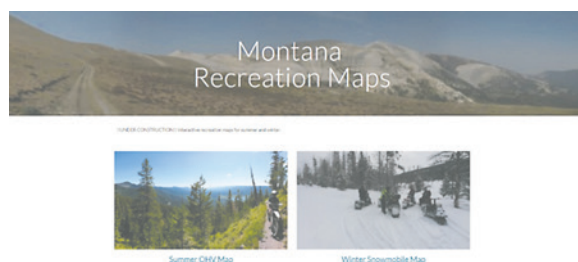 Montana
Recreation Maps
!UNDER CONSTRUCTION! Interactive recreation maps for summer and winter.
Summer OHV Map
Winter Snowmobile Map